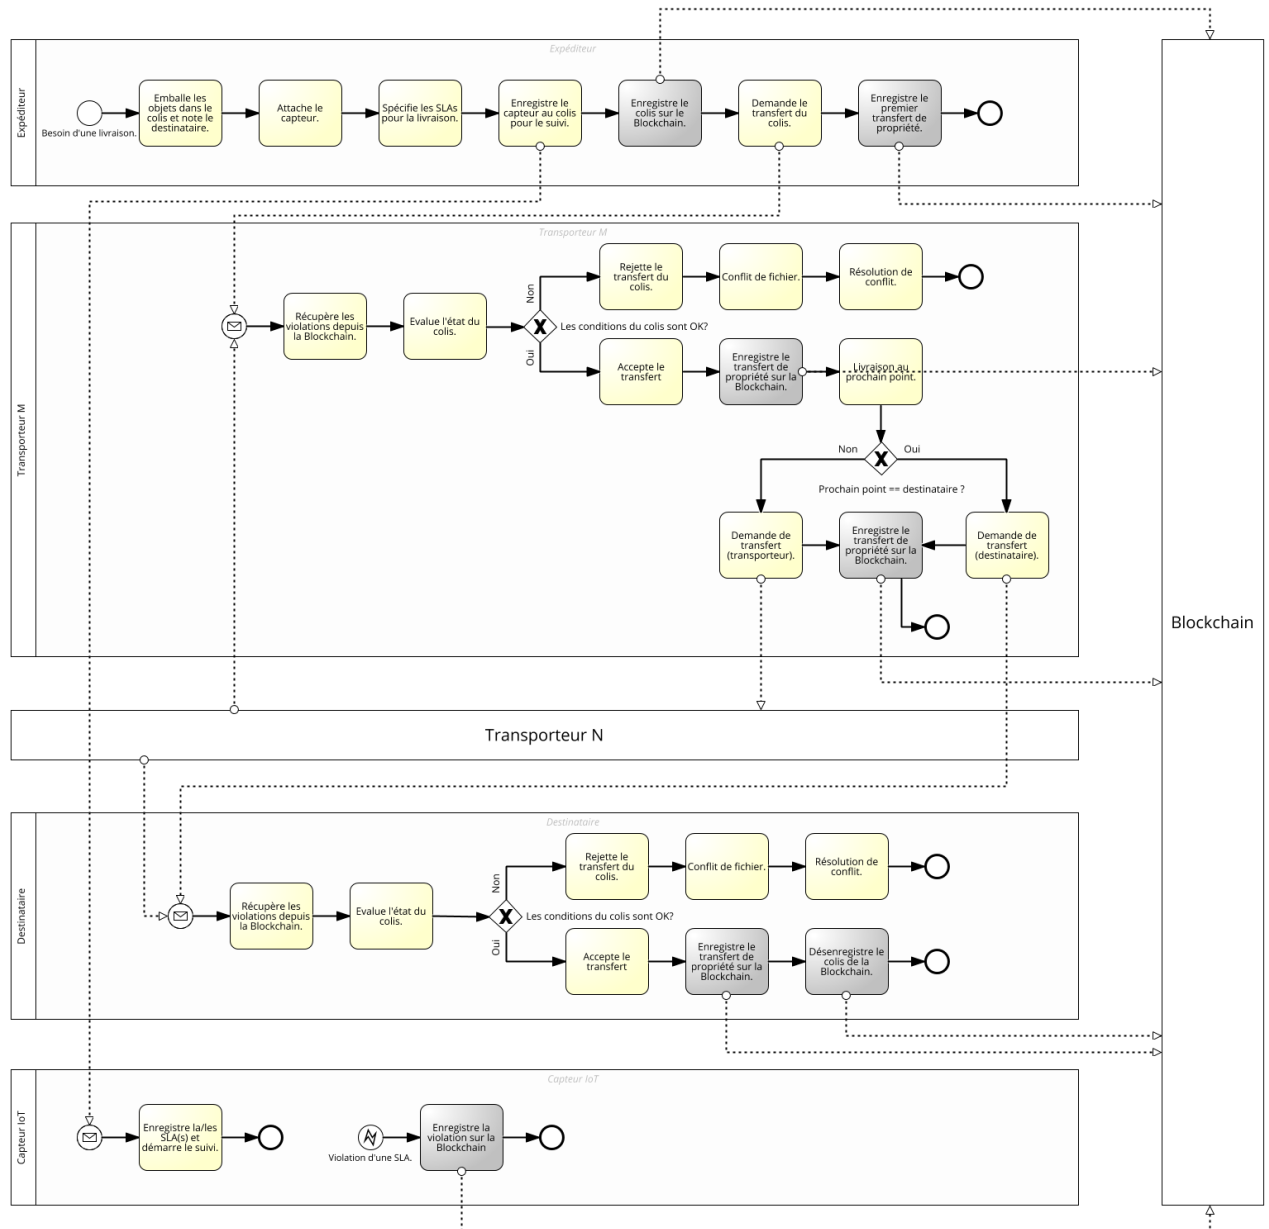 Expéditeur
Expéditeur
Besoin d'une livraison.
Emballe les
objets dans le
colis et note le
destinataire.
Attache le
capteur.
Spécifie les SLAs
pour la livraison.
Enregistre le
capteur au colis
pour le suivi.
Enregistre le
colis sur le
Blockchain.
Demande le
transfert du
colis.
Enregistre le
premier
transfert de
propriété.
Blockchain
Transporteur M
Transporteur M
Récupère les
violations depuis
la Blockchain.
Evalue l'état du
colis.
Non
Les conditions du colis sont OK?
Oui
Rejette le
transfert du
colis.
Conflit de fichier.
Résolution de
conflit.
Accepte le
transfert
Enregistre le
transfert de
propriété sur la
Blockchain.
Livraison au
prochain point.
Non
Oui
Prochain point == destinataire ?
Demande de
transfert
(transporteur).
Enregistre le
transfert de
propriété sur la
Blockchain.
Demande de
transfert
(destinataire).
Transporteur N
Destinataire
Destinataire
Récupère les
violations depuis
la Blockchain.
Evalue l'état du
colis.
Non
Les conditions du colis sont OK?
Oui
Rejette le
transfert du
colis.
Conflit de fichier.
Résolution de
conflit.
Accepte le
transfert
Enregistre le
transfert de
propriété sur la
Blockchain.
Désenregistre le
colis de la
Blockchain.
Capteur IoT
Capteur IoT
Enregistre la/les
SLA(s) et
démarre le suivi.
Violation d'une SLA.
Enregistre la
violation sur la
Blockchain